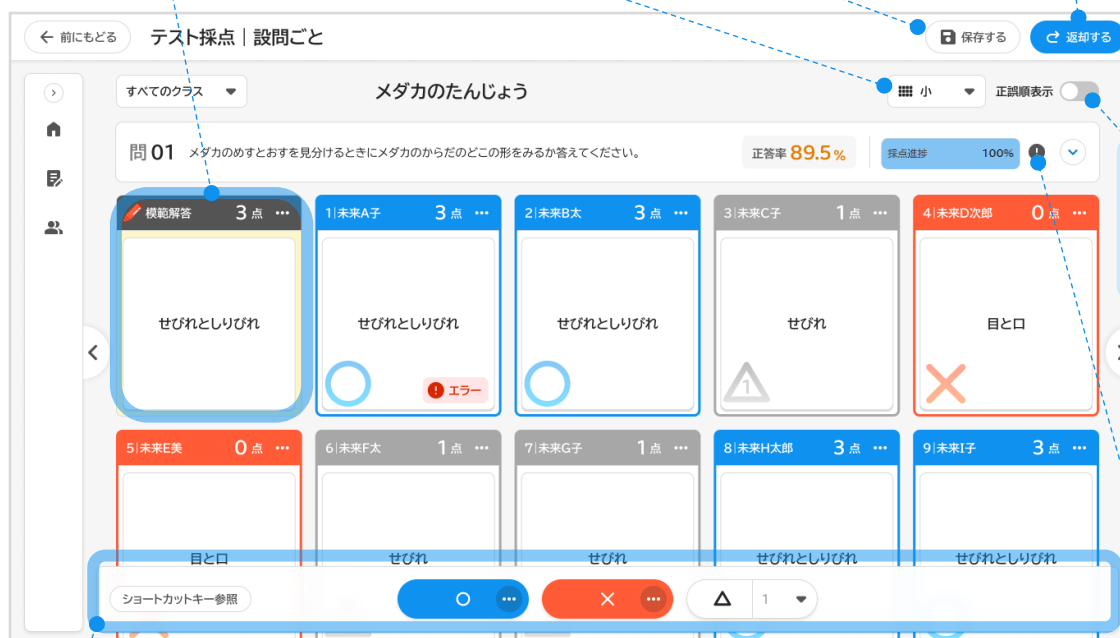 前にもどる
テスト採点｜設問ごと
保存する
返却する
すべてのクラス
メダカのたんじょう
小
正誤順表示
問01 メダカのめすとおすを見分けるときにメダカのからだのどこの形をみるか答えてください。
正答率 89.5%
採点進捗 100%
模範解答 3点
1|未来A子 3点
2|未来B太 3点
3|未来C子 1点
4|未来D次郎 0点
せびれとしりびれ
せびれとしりびれ
せびれとしりびれ
せびれ
目と口
エラー
1
5|未来E美 0点
6|未来F太 1点
7|未来G子 1点
8|未来H太郎 3点
9|未来I子 3点
目と口
せびれ
せびれ
せびれとしりびれ
せびれとしりびれ
ショートカットキー参照
1